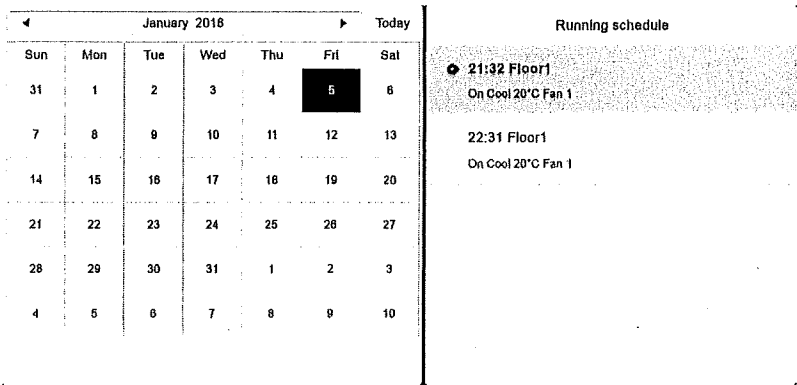 January 2018 Today
Sun Mon Tue Wed Thu Fri Sat
31 1 2 3 4 5 6
7 8 9 10 11 12 13
14 15 16 17 18 19 20
21 22 23 24 25 26 27
28 29 30 31 1 2 3
4 5 6 7 8 9 10
Running schedule
21:32 Floor1
On Cool 20°C Fan 1
22:31 Floor1
On Cool 20°C Fan 1